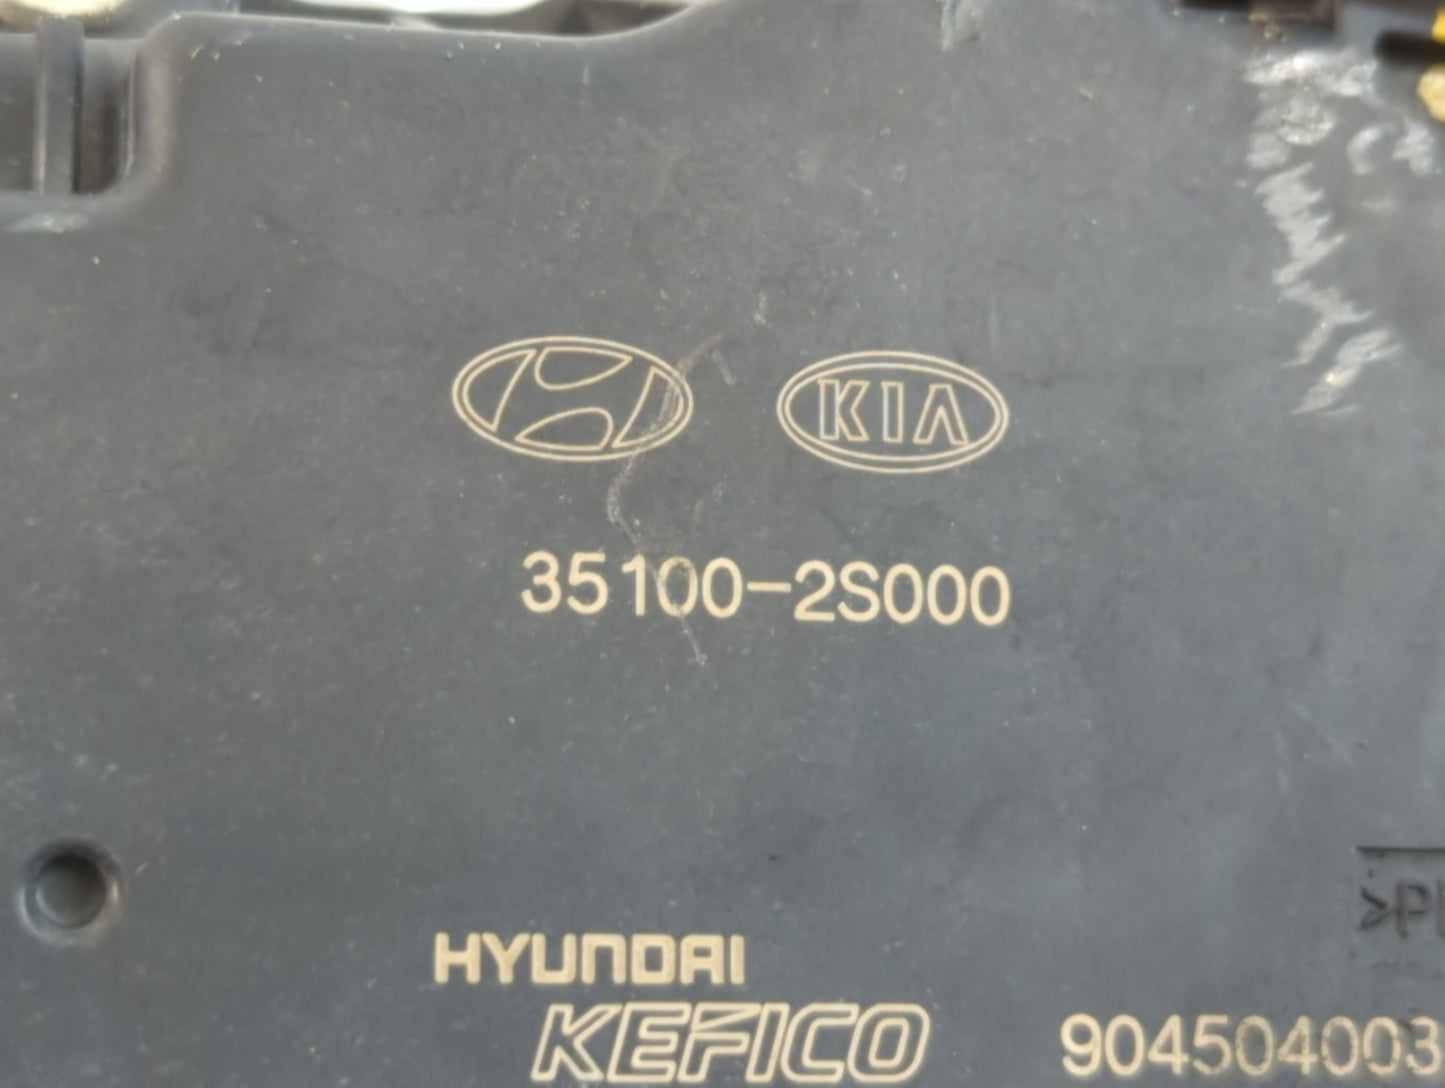 KIA
35100-2S000
>P
HYUNDAI
KEFICO
904504003